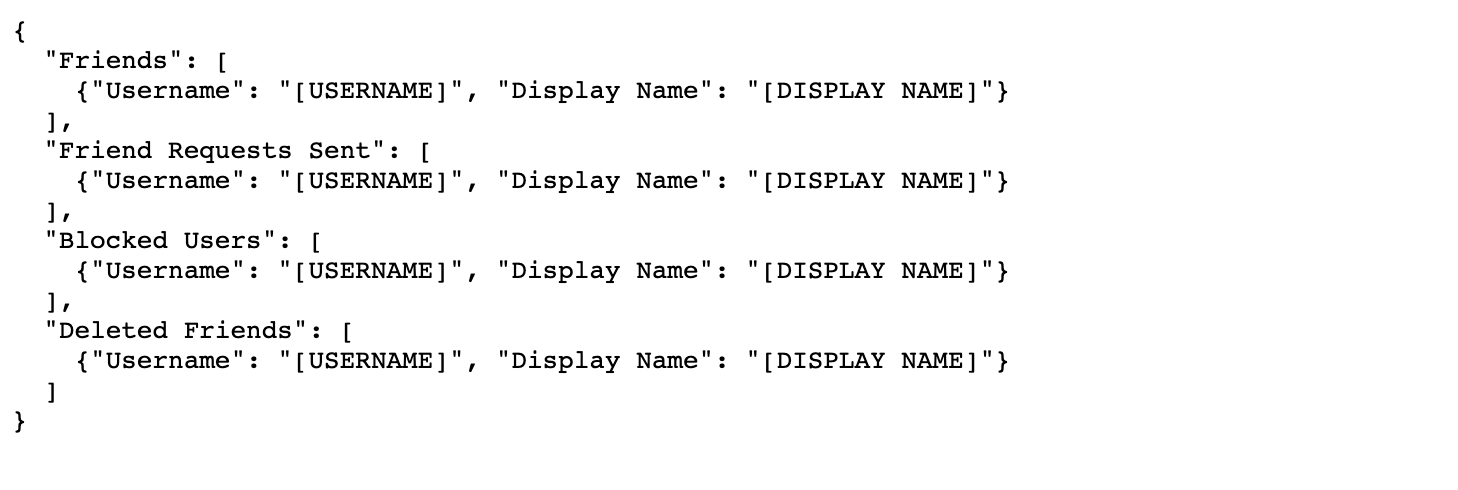 {
  "Friends": [
    {"Username": "[USERNAME]", "Display Name": "[DISPLAY NAME]"}
  ],
  "Friend Requests Sent": [
    {"Username": "[USERNAME]", "Display Name": "[DISPLAY NAME]"}
  ],
  "Blocked Users": [
    {"Username": "[USERNAME]", "Display Name": "[DISPLAY NAME]"}
  ],
  "Deleted Friends": [
    {"Username": "[USERNAME]", "Display Name": "[DISPLAY NAME]"}
  ]
}